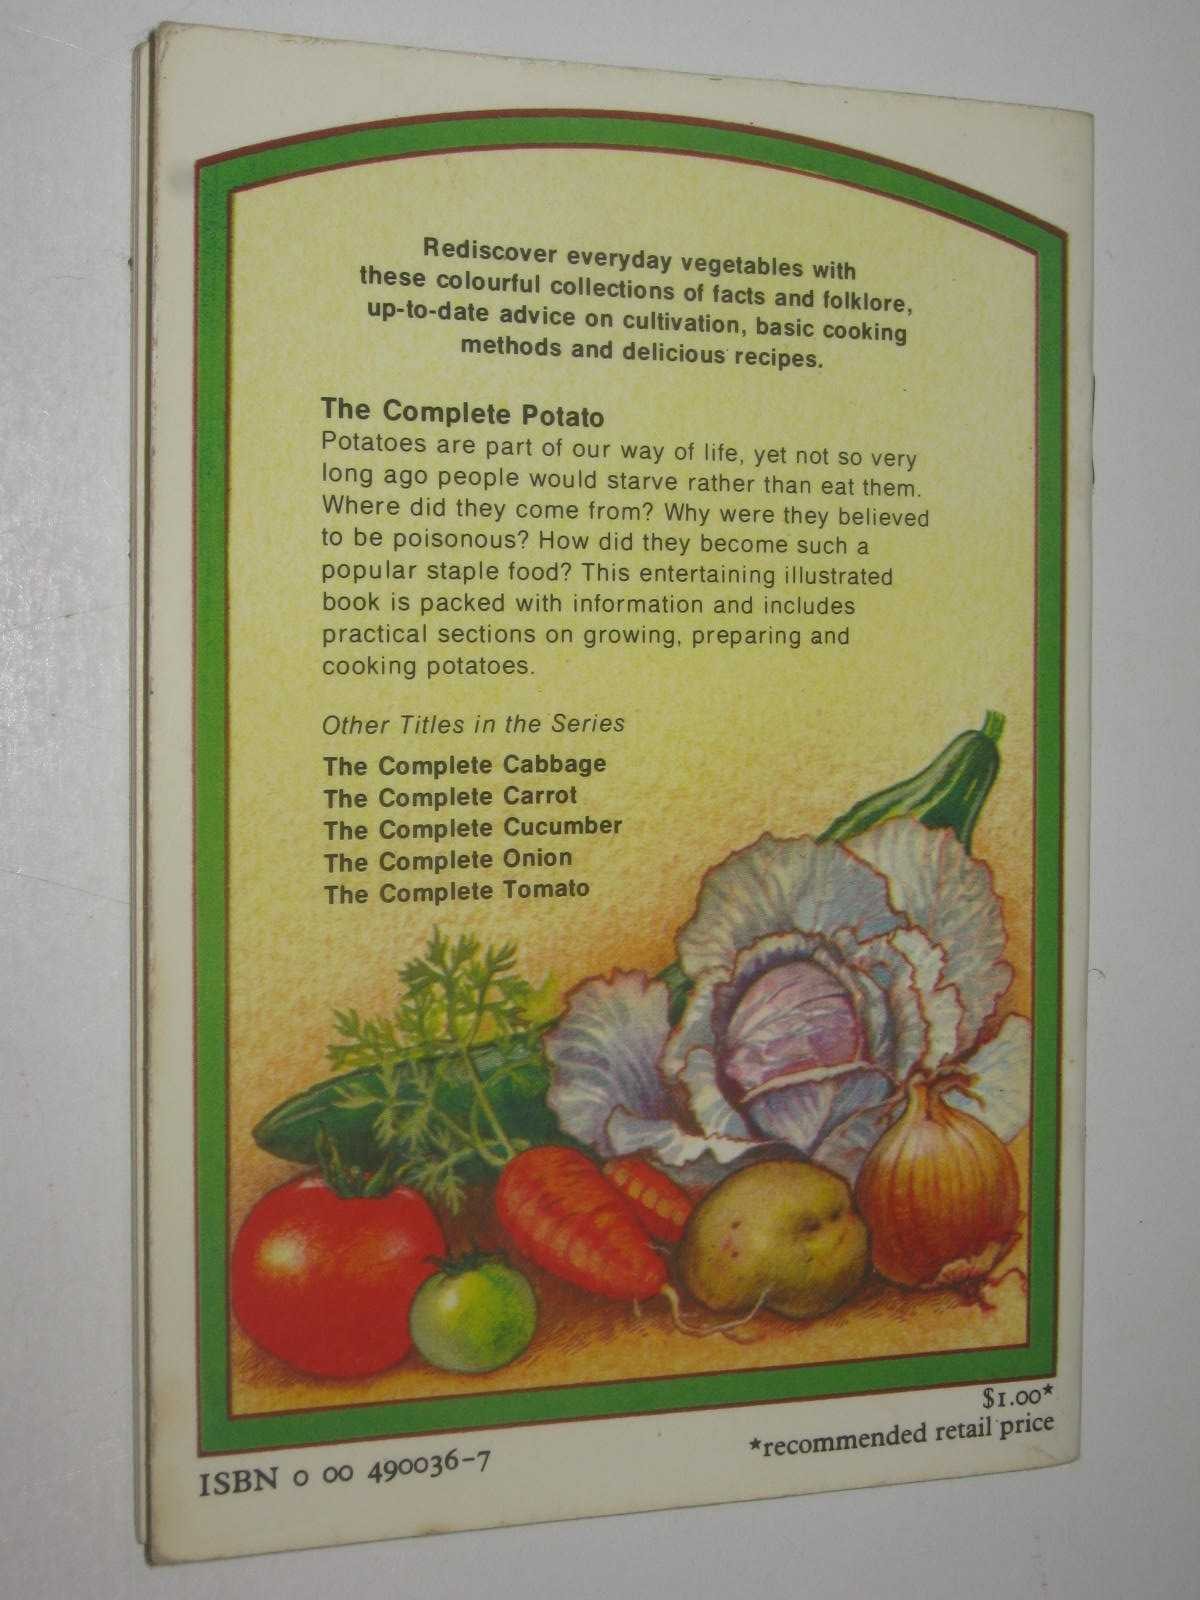 Rediscover everyday vegetables with
these colourful collections of facts and folklore,
up-to-date advice on cultivation, basic cooking
methods and delicious recipes.
The Complete Potato
Potatoes are part of our way of life, yet not so very
long ago people would starve rather than eat them.
Where did they come from? Why were they believed
to be poisonous? How did they become such a
popular staple food? This entertaining illustrated
book is packed with information and includes
practical sections on growing, preparing and
cooking potatoes.
Other Titles in the Series
The Complete Cabbage
The Complete Carrot
The Complete Cucumber
The Complete Onion
The Complete Tomato
$1.00*
*recommended retail price
ISBN 0 00 490036-7